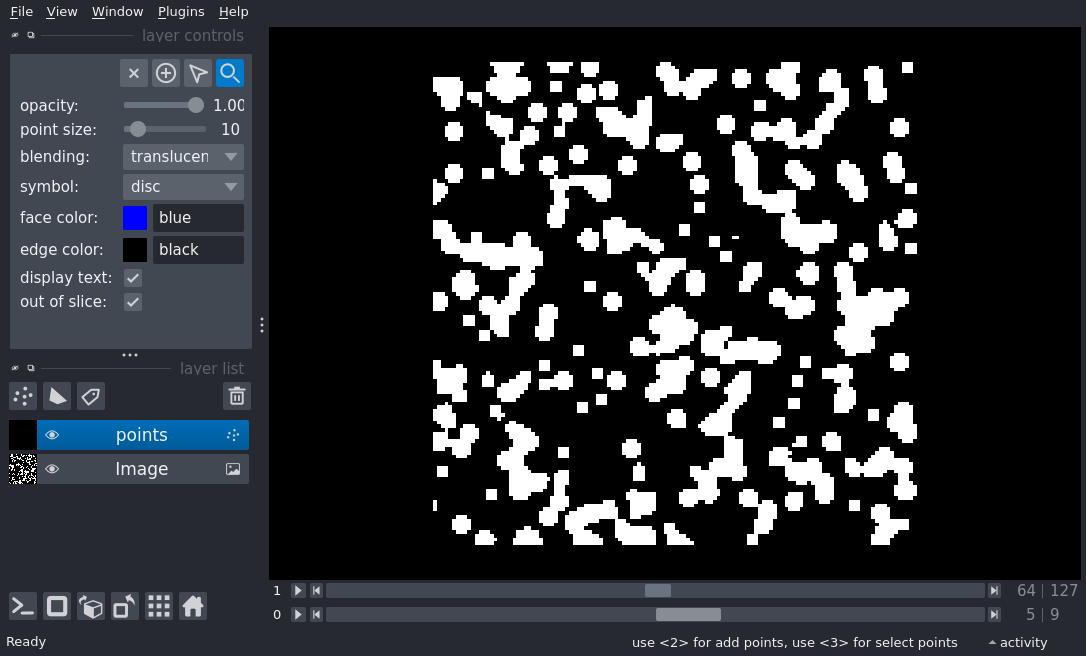 File View Window Plugins Help
layer controls
opacity: 1.00
point size: 10
blending: translucen
symbol: disc
face color: blue
edge color: black
display text:
out of slice:
layer list
points
Image
1 64 127
0 5 9
Ready use <2> for add points, use <3> for select points activity